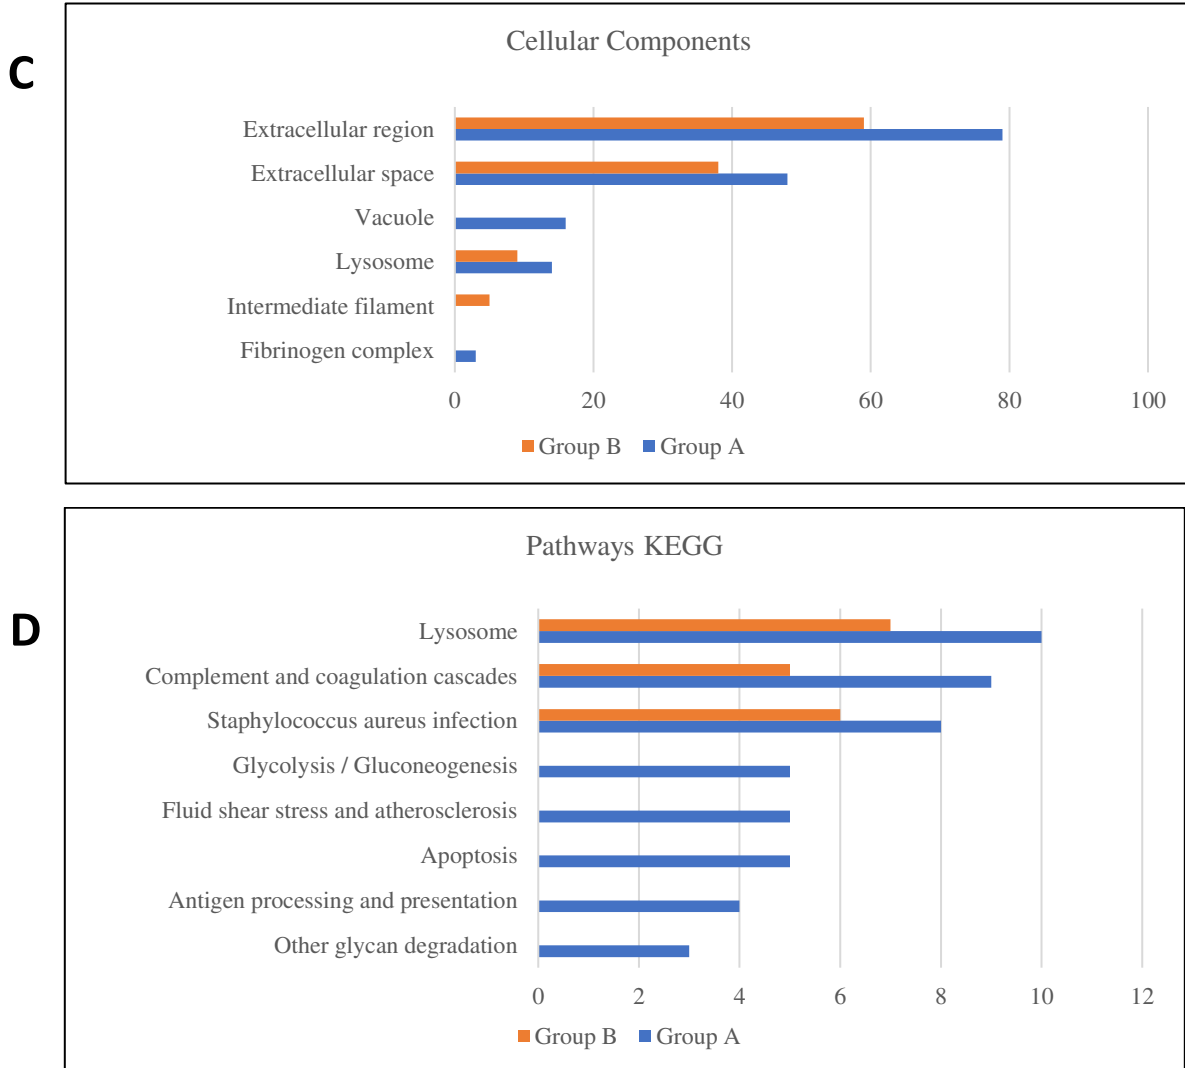 C
Cellular Components
Extracellular region
Extracellular space
Vacuole
Lysosome
Intermediate filament
Fibrinogen complex
0 20 40 60 80 100
Group B Group A
D
Pathways KEGG
Lysosome
Complement and coagulation cascades
Staphylococcus aureus infection
Glycolysis / Gluconeogenesis
Fluid shear stress and atherosclerosis
Apoptosis
Antigen processing and presentation
Other glycan degradation
0 2 4 6 8 10 12
Group B Group A